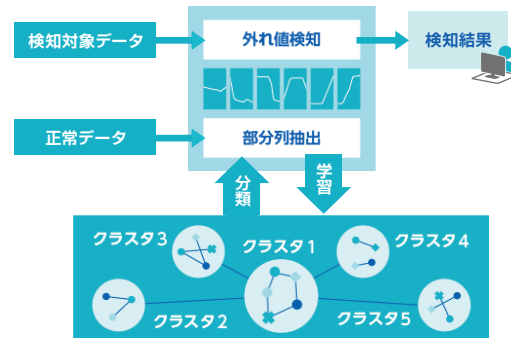 検知対象データ
外れ値検知
検知結果
正常データ
部分列抽出
分類
学習
クラスタ3
クラスタ1
クラスタ4
クラスタ2
クラスタ5